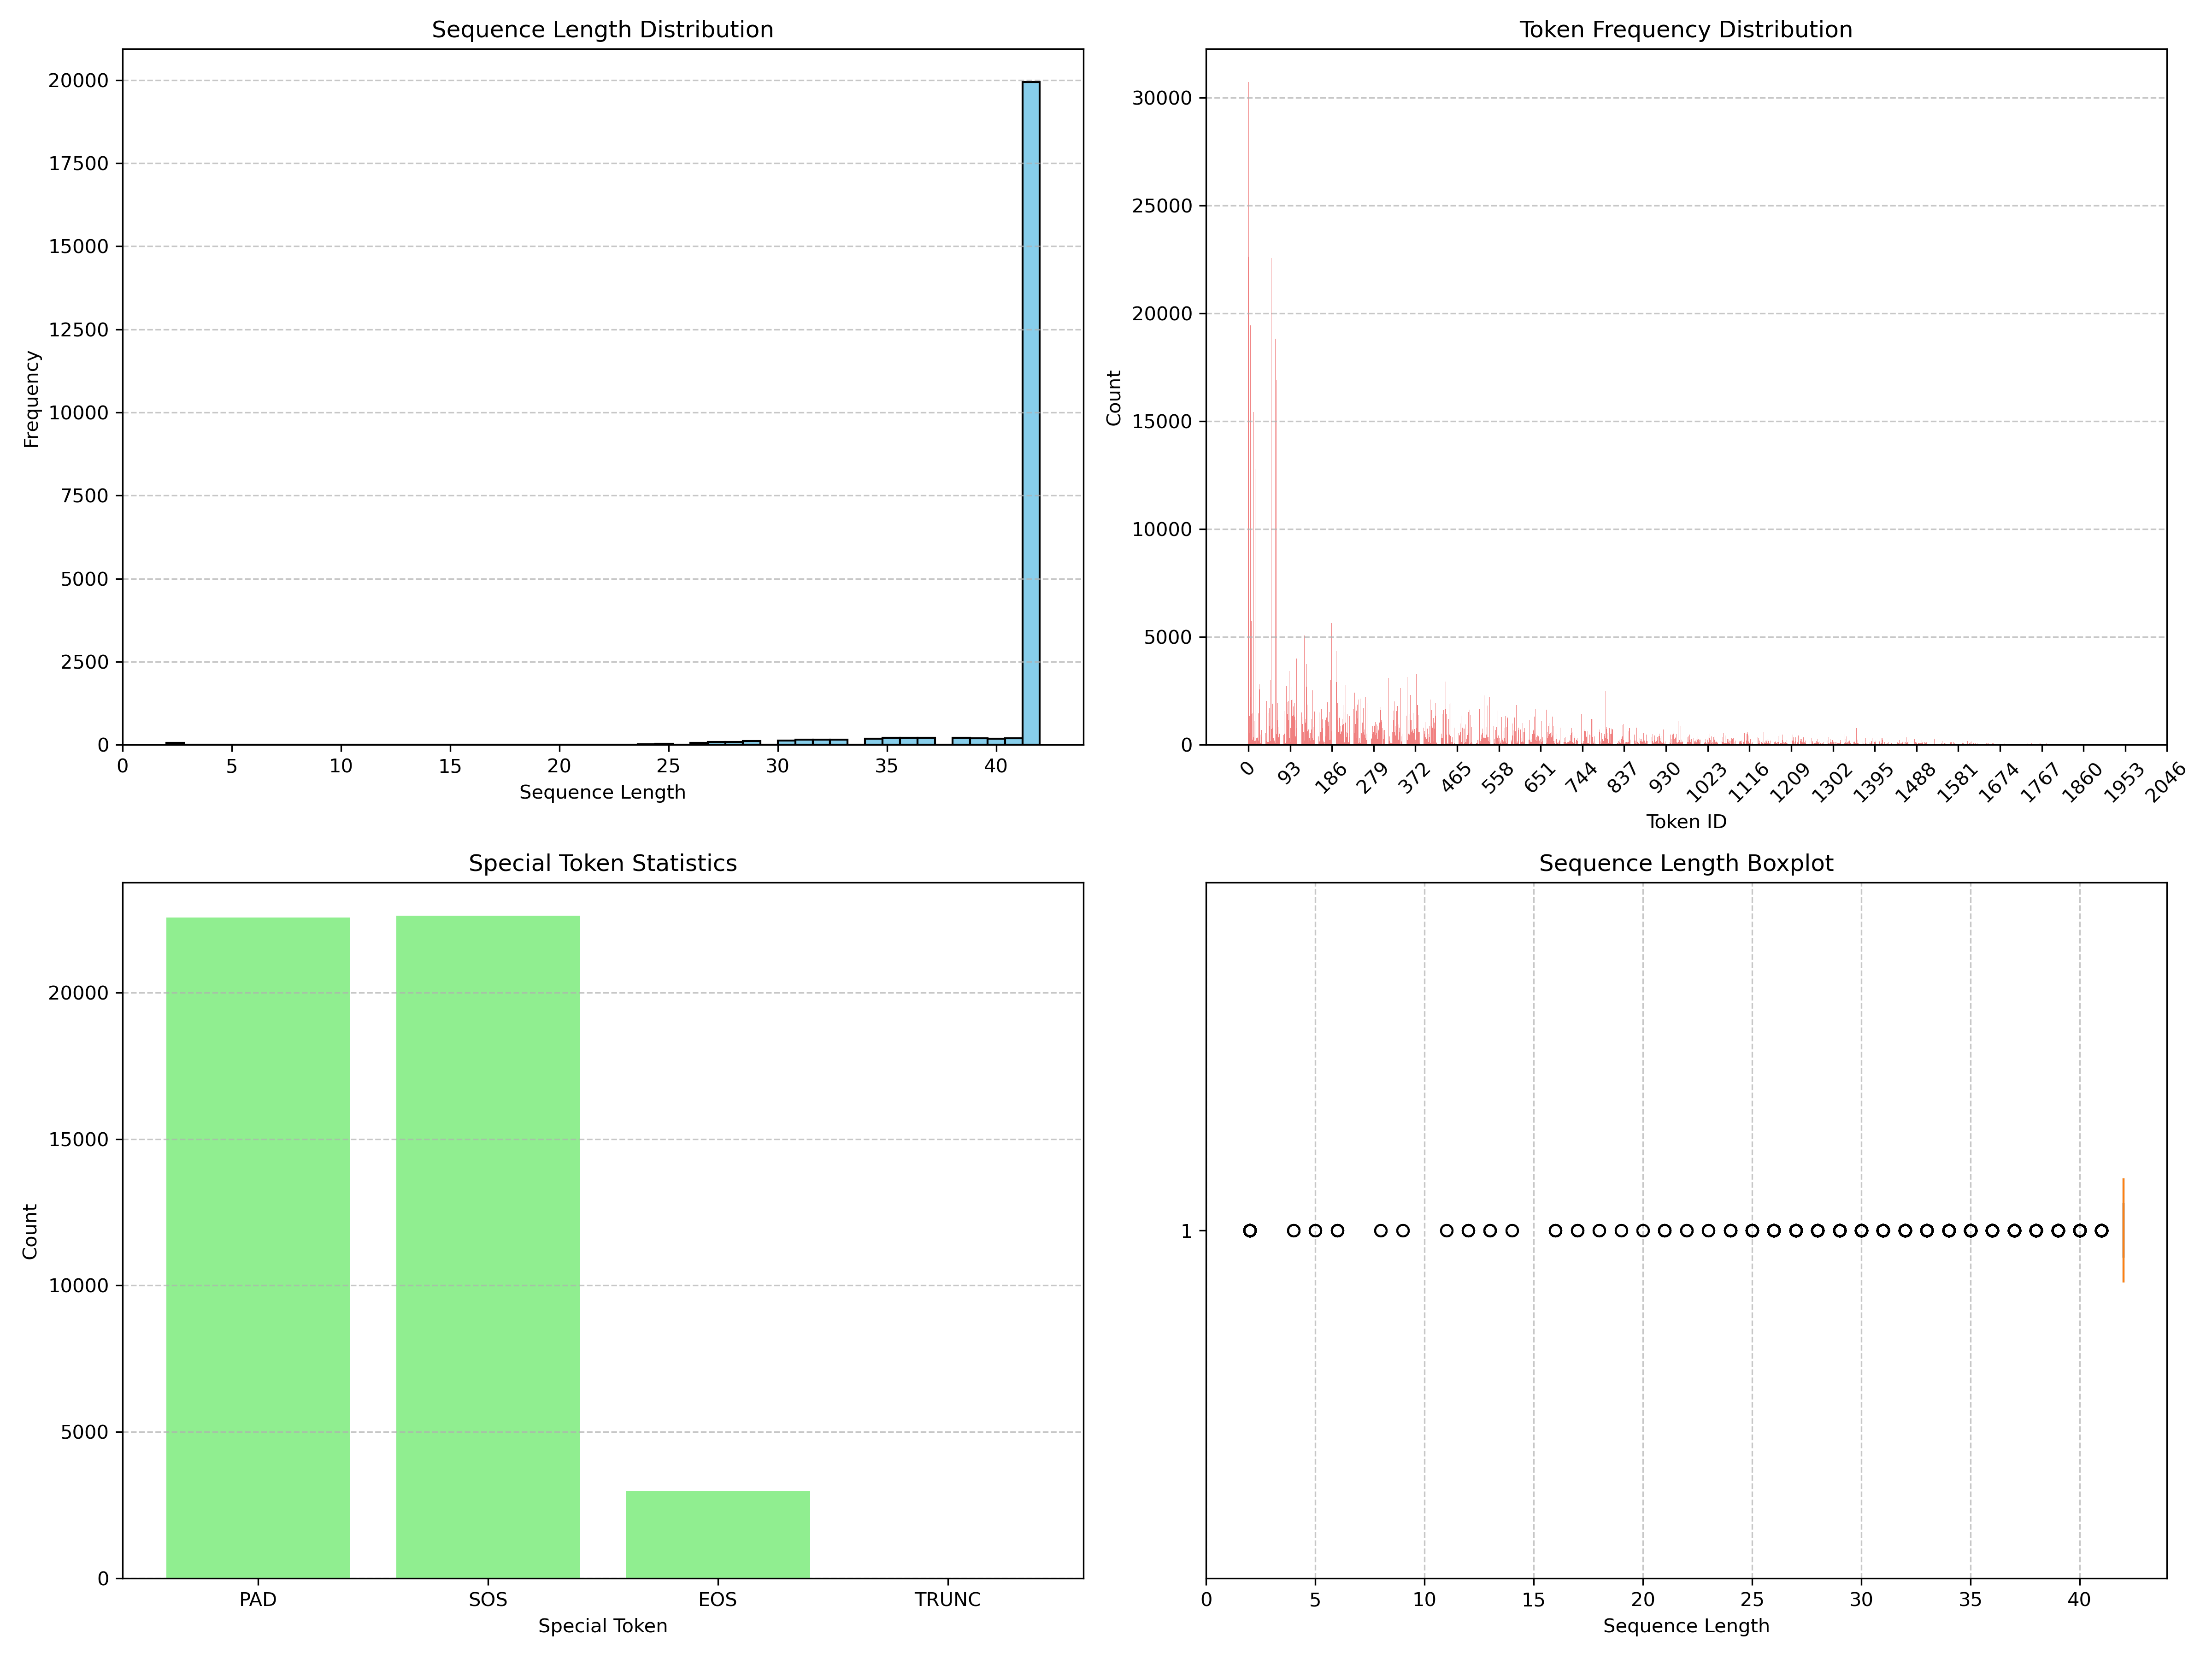 Sequence Length Distribution
20000
17500
15000
12500
10000
7500
5000
2500
0
Frequency
0 5 10 15 20 25 30 35 40
Sequence Length
Token Frequency Distribution
30000
25000
20000
15000
10000
5000
0
Count
0 93 186 279 372 465 558 651 744 837 930 1023 1116 1209 1302 1395 1488 1581 1674 1767 1860 1953 2046
Token ID
Special Token Statistics
20000
15000
10000
5000
0
Count
PAD SOS EOS TRUNC
Special Token
Sequence Length Boxplot
1
0 5 10 15 20 25 30 35 40
Sequence Length